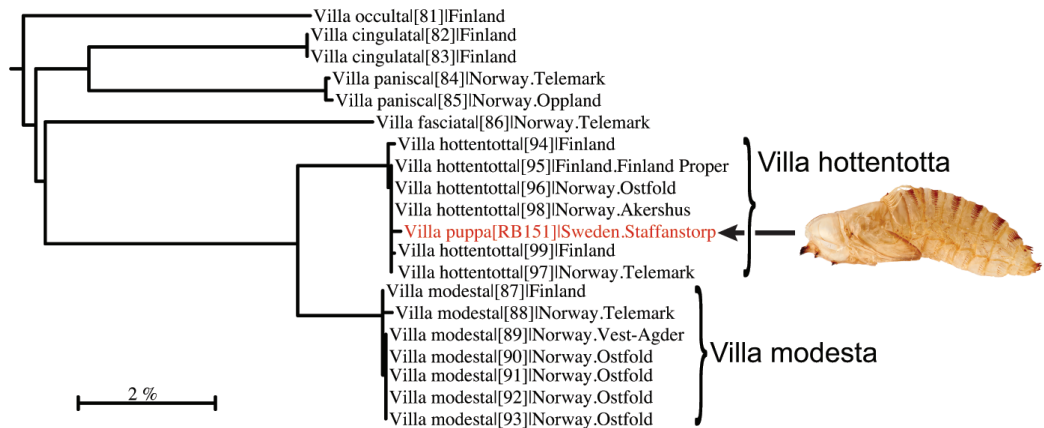 Villa occulta|[81]|Finland
Villa cingulata|[82]|Finland
Villa cingulata|[83]|Finland
Villa panisca|[84]|Norway.Telemark
Villa panisca|[85]|Norway.Oppland
Villa fasciata|[86]|Norway.Telemark
Villa hottentotta|[94]|Finland
Villa hottentotta|[95]|Finland.Finland Proper
Villa hottentotta|[96]|Norway.Ostfold
Villa hottentotta|[98]|Norway.Akershus
Villa puppa[RB151]|Sweden.Staffanstorp
Villa hottentotta|[99]|Finland
Villa hottentotta|[97]|Norway.Telemark
Villa hottentotta
Villa modesta|[87]|Finland
Villa modesta|[88]|Norway.Telemark
Villa modesta|[89]|Norway.Vest-Agder
Villa modesta|[90]|Norway.Ostfold
Villa modesta|[91]|Norway.Ostfold
Villa modesta|[92]|Norway.Ostfold
Villa modesta|[93]|Norway.Ostfold
Villa modesta
2 %